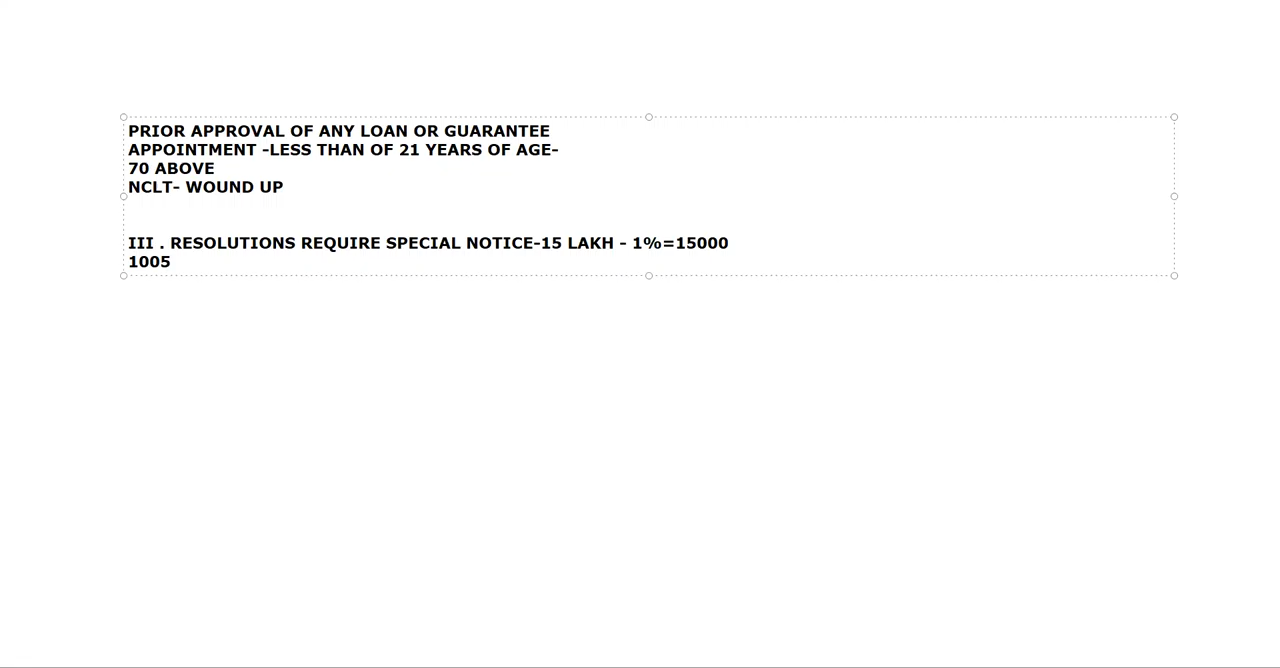 PRIOR APPROVAL OF ANY LOAN OR GUARANTEE
APPOINTMENT -LESS THAN OF 21 YEARS OF AGE-
70 ABOVE
NCLT- WOUND UP
III . RESOLUTIONS REQUIRE SPECIAL NOTICE-15 LAKH - 1%=15000
1005